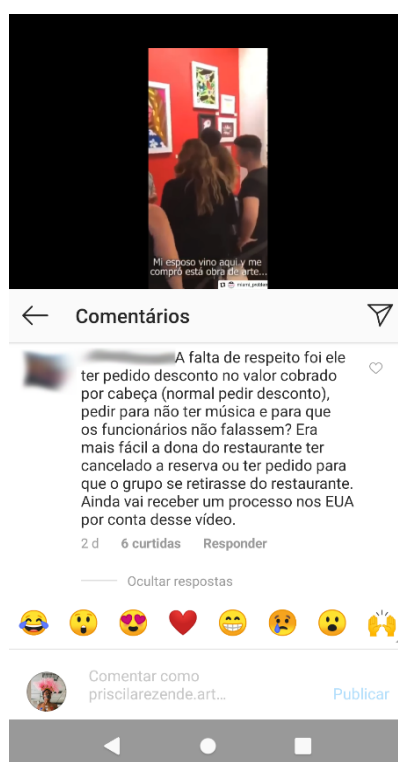 Mi esposo vino aquí y me
compró está obra de arte...
Comentários
A falta de respeito foi ele
ter pedido desconto no valor cobrado
por cabeça (normal pedir desconto),
pedir para não ter música e para que
os funcionários não falassem? Era
mais fácil a dona do restaurante ter
cancelado a reserva ou ter pedido para
que o grupo se retirasse do restaurante.
Ainda vai receber um processo nos EUA
por conta desse vídeo.
2 d 6 curtidas Responder
Ocultar respostas
Comentar como
priscilarezende.art... Publicar